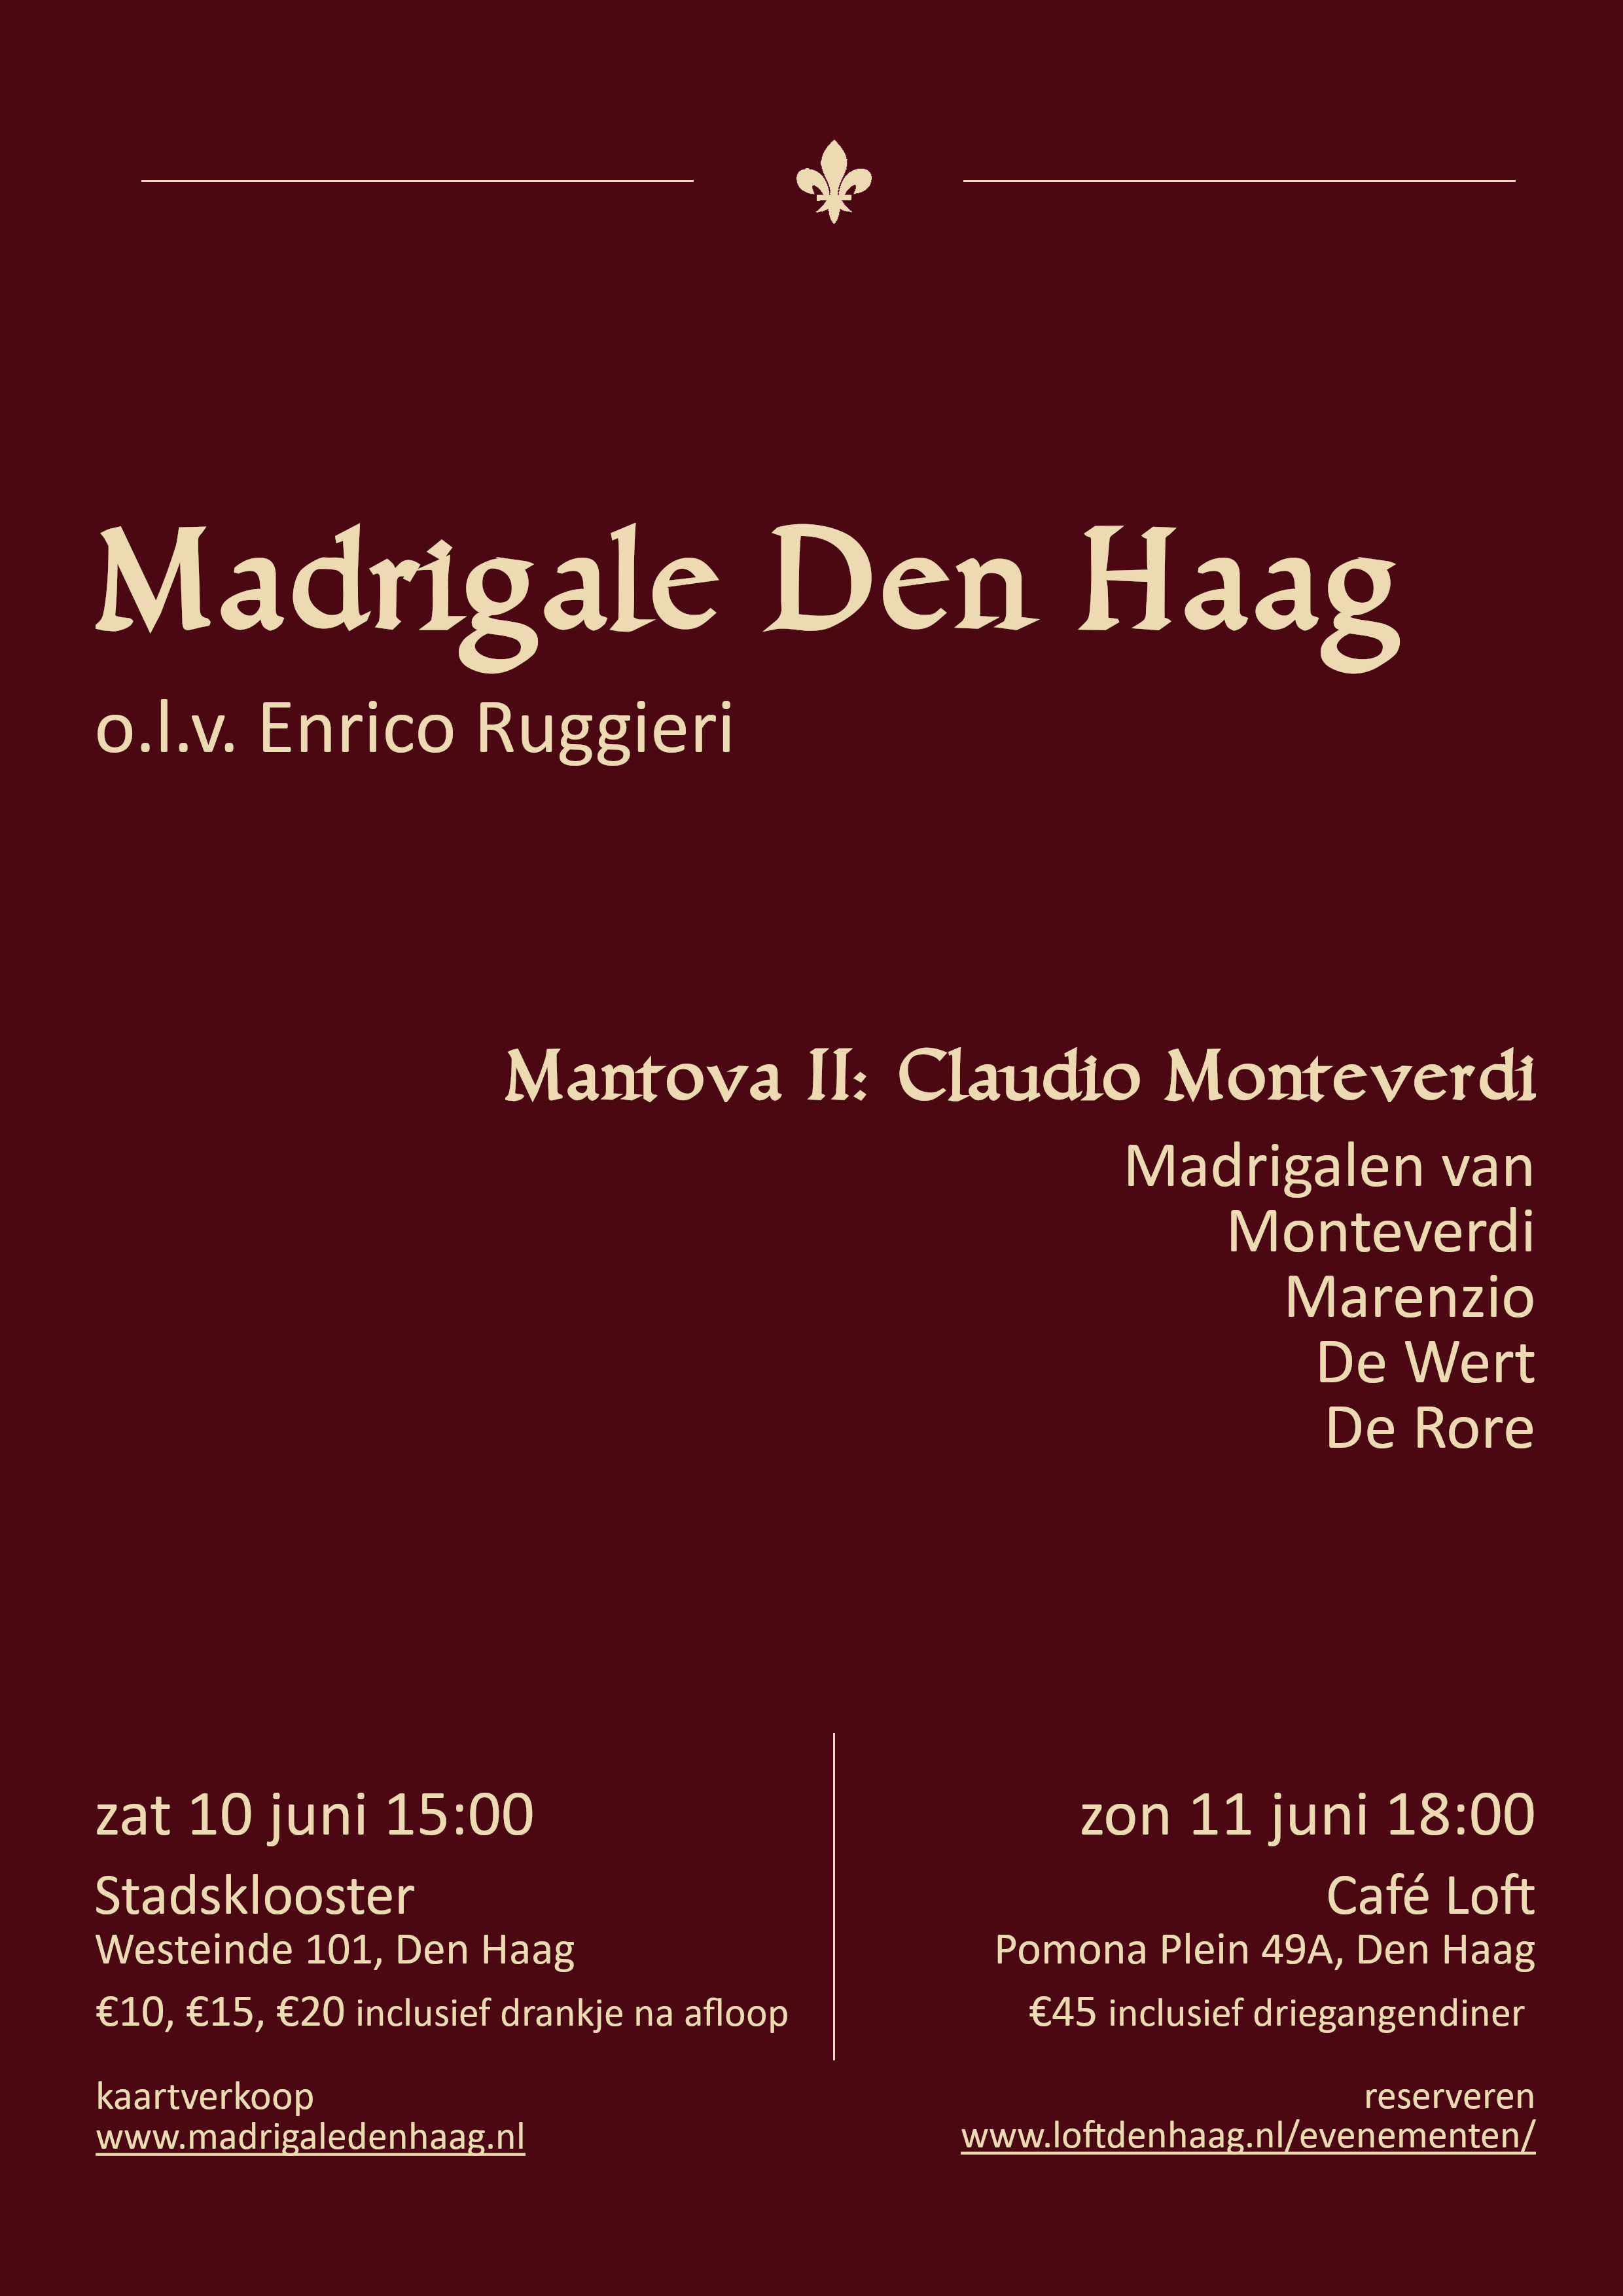 Madrigale Den Haag
o.l.v. Enrico Ruggieri
Mantova II: Claudio Monteverdi
Madrigalen van
Monteverdi
Marenzio
De Wert
De Rore
zat 10 juni 15:00
Stadsklooster
Westeinde 101, Den Haag
€10, €15, €20 inclusief drankje na afloop
kaartverkoop
www.madrigaledenhaag.nl
zon 11 juni 18:00
Café Loft
Pomona Plein 49A, Den Haag
€45 inclusief driegangendiner
reserveren
www.loftdenhaag.nl/evenementen/